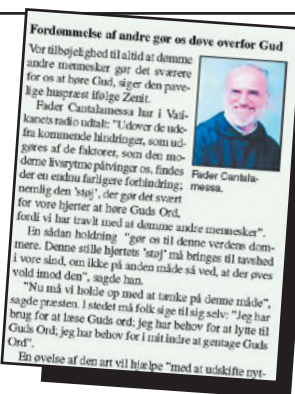 Fordømmelse af andre gør os døve overfor Gud
Vor tilbøjelighed til altid at dømme
andre mennesker gør det sværere
for os at høre Gud, siger den pave-
lige huspræst ifølge Zenit.
Fader Cantalamessa har i Vati-
kanets radio udtalt: "Udover de ude-
fra kommende hindringer, som ud-
gøres af de faktorer, som den mo-
derne livsrytme påtvinger os, findes
der en endnu farligere forhindring;
nemlig den 'støj', der gør det svært
for vore hjerter at høre Guds Ord,
fordi vi har travlt med at dømme andre mennesker".
En sådan holdning "gør os til denne verdens dom-
mere. Denne stille hjertets 'støj' må bringes til tavshed
i vore sind, om ikke på anden måde så ved, at der øves
vold imod den", sagde han.
"Nu må vi holde op med at tænke på denne måde",
sagde præsten. I stedet må folk sige til sig selv: "Jeg har
brug for at læse Guds ord; jeg har behov for at lytte til
Guds Ord; jeg har behov for i mit indre at gentage Guds
Ord".
En øvelse af den art vil hjælpe "med at udskifte nyt-
Fader Cantala-
messa.